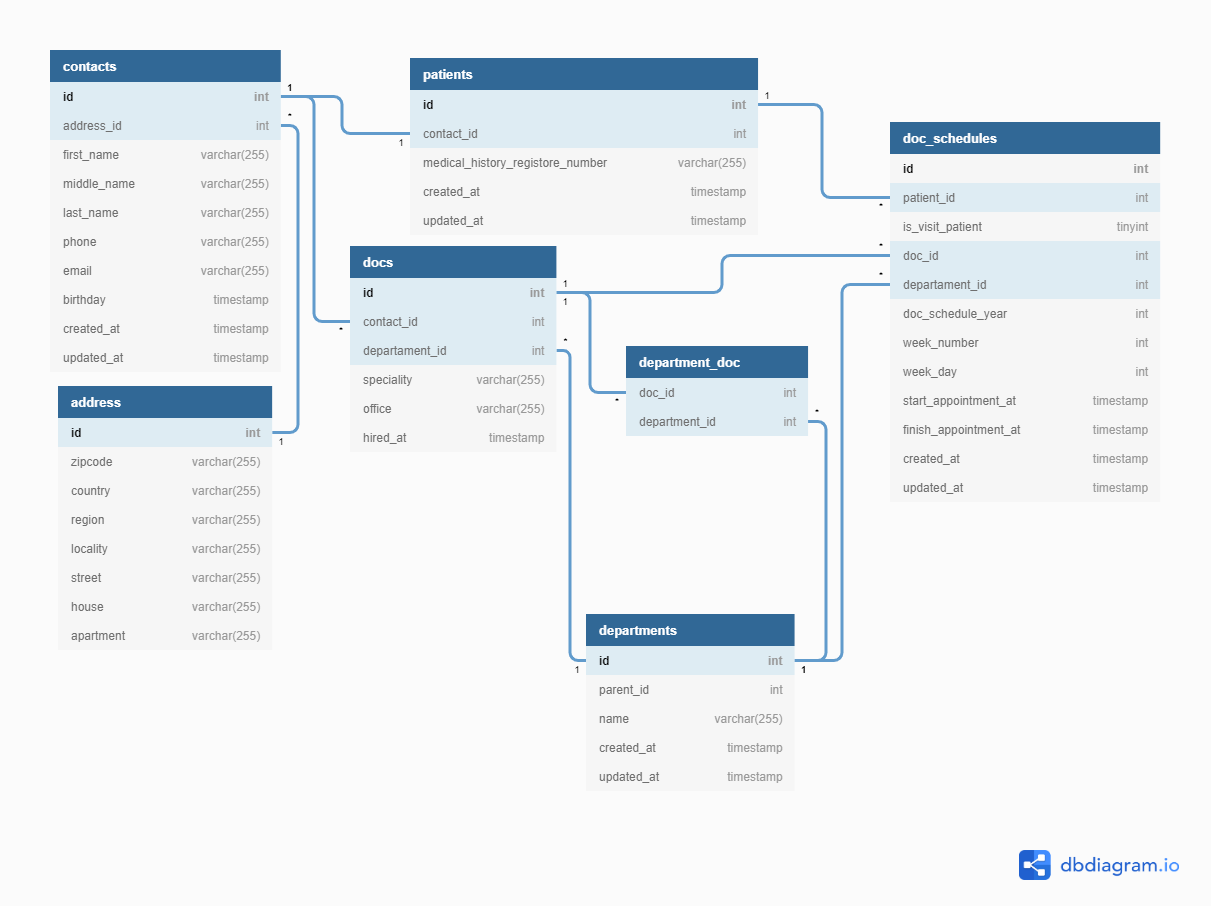 contacts
id int
address_id int
first_name varchar(255)
middle_name varchar(255)
last_name varchar(255)
phone varchar(255)
email varchar(255)
birthday timestamp
created_at timestamp
updated_at timestamp
1
*
address
id int
zipcode varchar(255)
country varchar(255)
region varchar(255)
locality varchar(255)
street varchar(255)
house varchar(255)
apartment varchar(255)
1
patients
id int
contact_id int
medical_history_registore_number varchar(255)
created_at timestamp
updated_at timestamp
1
1
docs
id int
contact_id int
departament_id int
speciality varchar(255)
office varchar(255)
hired_at timestamp
*
1
1
*
department_doc
doc_id int
department_id int
*
*
departments
id int
parent_id int
name varchar(255)
created_at timestamp
updated_at timestamp
1
1
doc_schedules
id int
patient_id int
is_visit_patient tinyint
doc_id int
departament_id int
doc_schedule_year int
week_number int
week_day int
start_appointment_at timestamp
finish_appointment_at timestamp
created_at timestamp
updated_at timestamp
*
*
*
dbdiagram.io